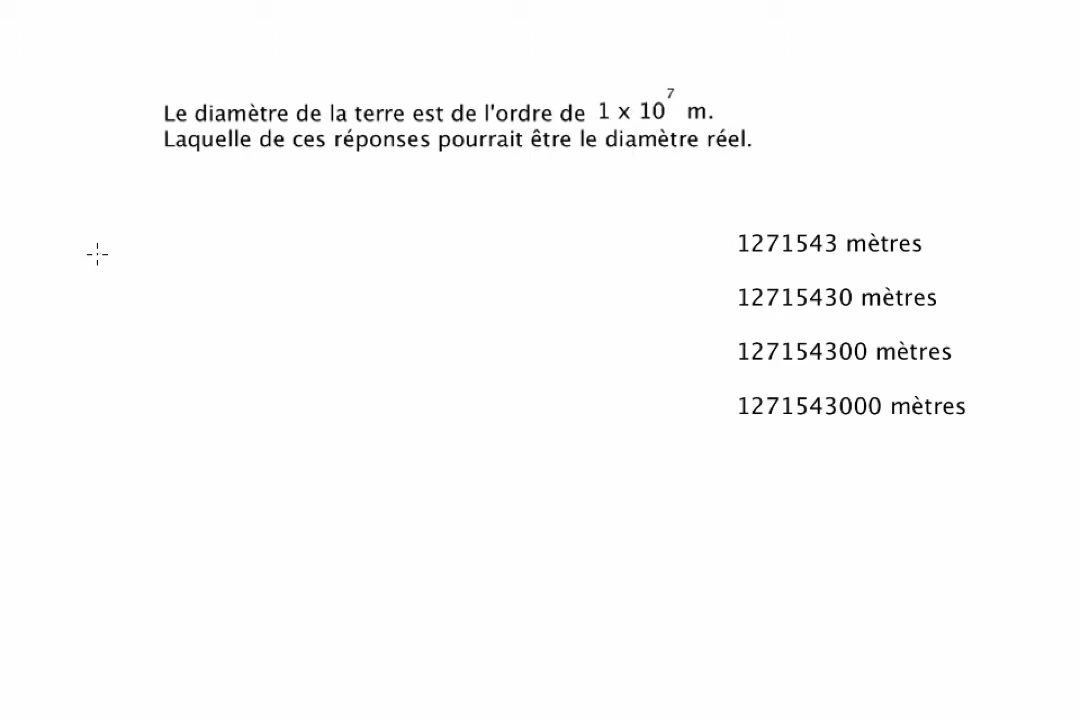 Le diamètre de la terre est de l'ordre de 1 x 10⁷ m.
Laquelle de ces réponses pourrait être le diamètre réel.
1271543 mètres
12715430 mètres
127154300 mètres
1271543000 mètres